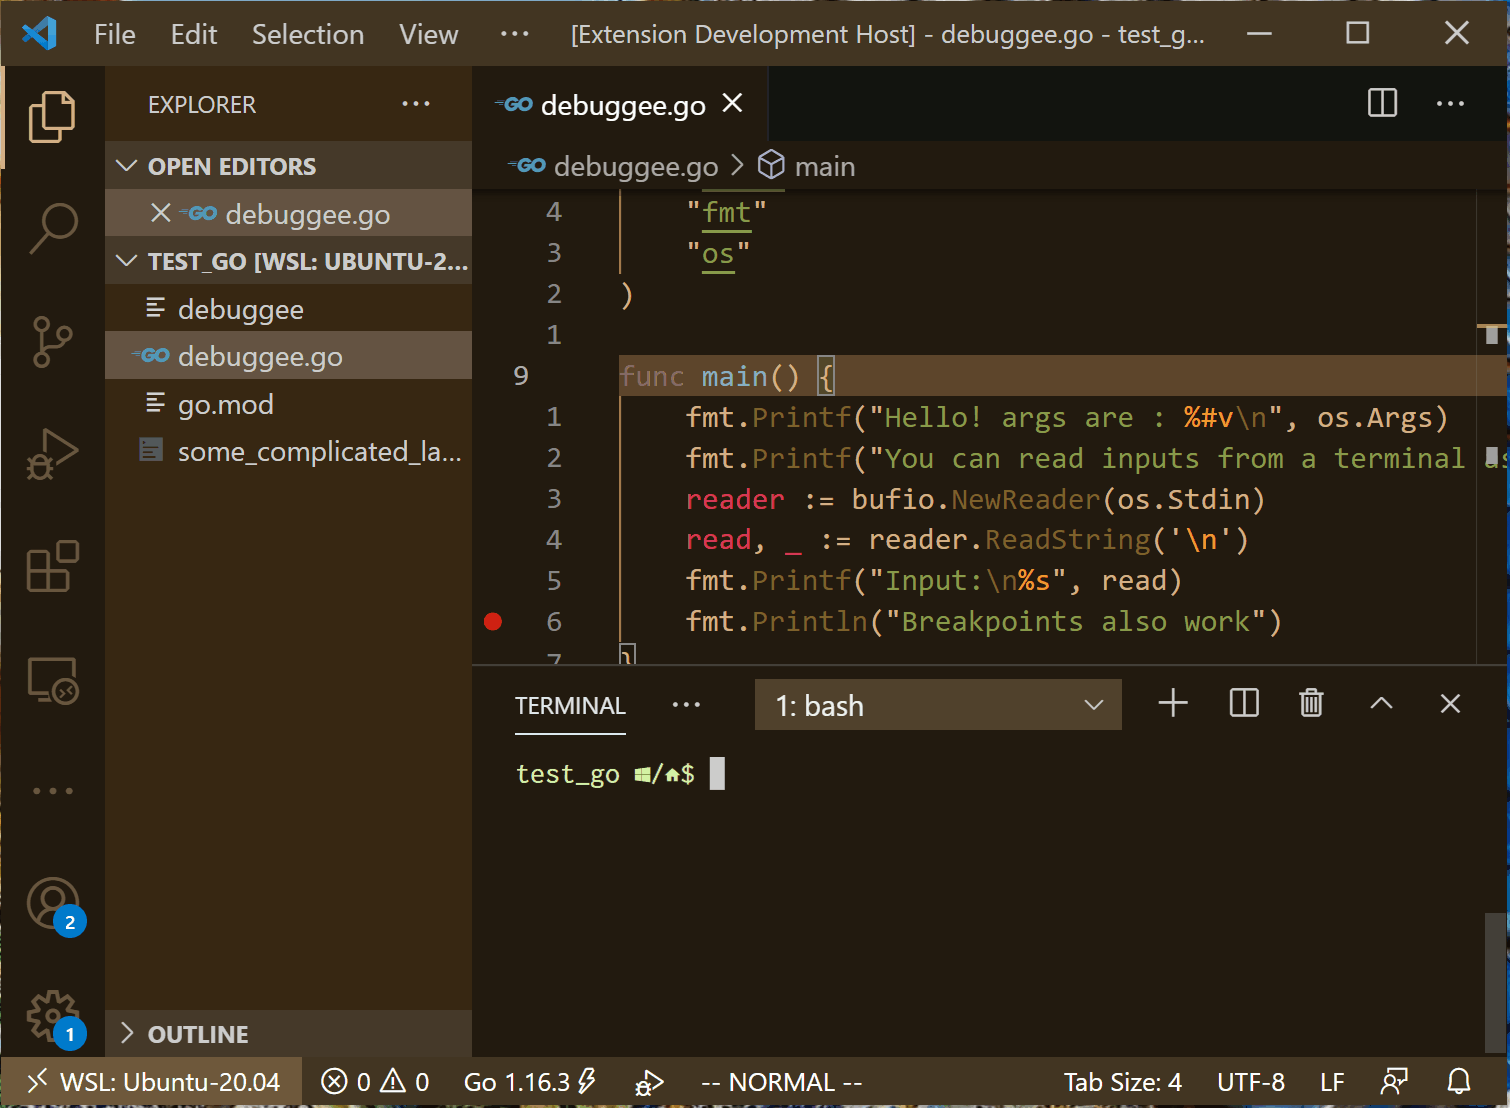 File Edit Selection View ··· [Extension Development Host] - debuggee.go - test_g...
EXPLORER ···
OPEN EDITORS
GO debuggee.go
TEST_GO [WSL: UBUNTU-2...
debuggee
GO debuggee.go
go.mod
some_complicated_la...
2
1
OUTLINE
GO debuggee.go ···
GO debuggee.go > main
4 "fmt"
3 "os"
2 )
1
9 func main() {
1 fmt.Printf("Hello! args are : %#v\n", os.Args)
2 fmt.Printf("You can read inputs from a terminal
3 reader := bufio.NewReader(os.Stdin)
4 read, _ := reader.ReadString('\n')
5 fmt.Printf("Input:\n%s", read)
6 fmt.Println("Breakpoints also work")
7 }
TERMINAL ··· 1: bash
test_go /$
WSL: Ubuntu-20.04 0 0 Go 1.16.3 -- NORMAL -- Tab Size: 4 UTF-8 LF